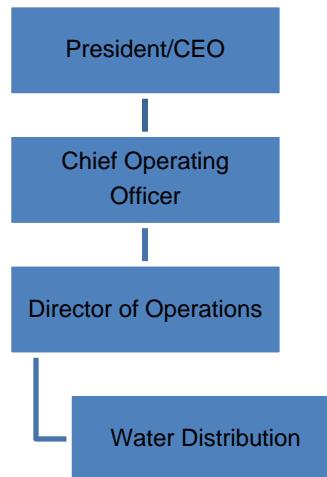 President/CEO
Chief Operating
Officer
Director of Operations
Water Distribution